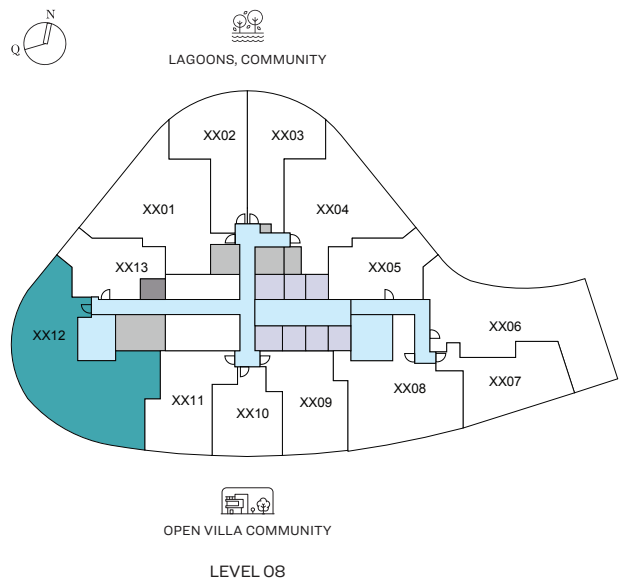 N
Q
LAGOONS, COMMUNITY
XX02 XX03
XX01 XX04
XX13 XX05
XX12 XX06
XX08 XX07
XX11 XX10 XX09
OPEN VILLA COMMUNITY
LEVEL 08